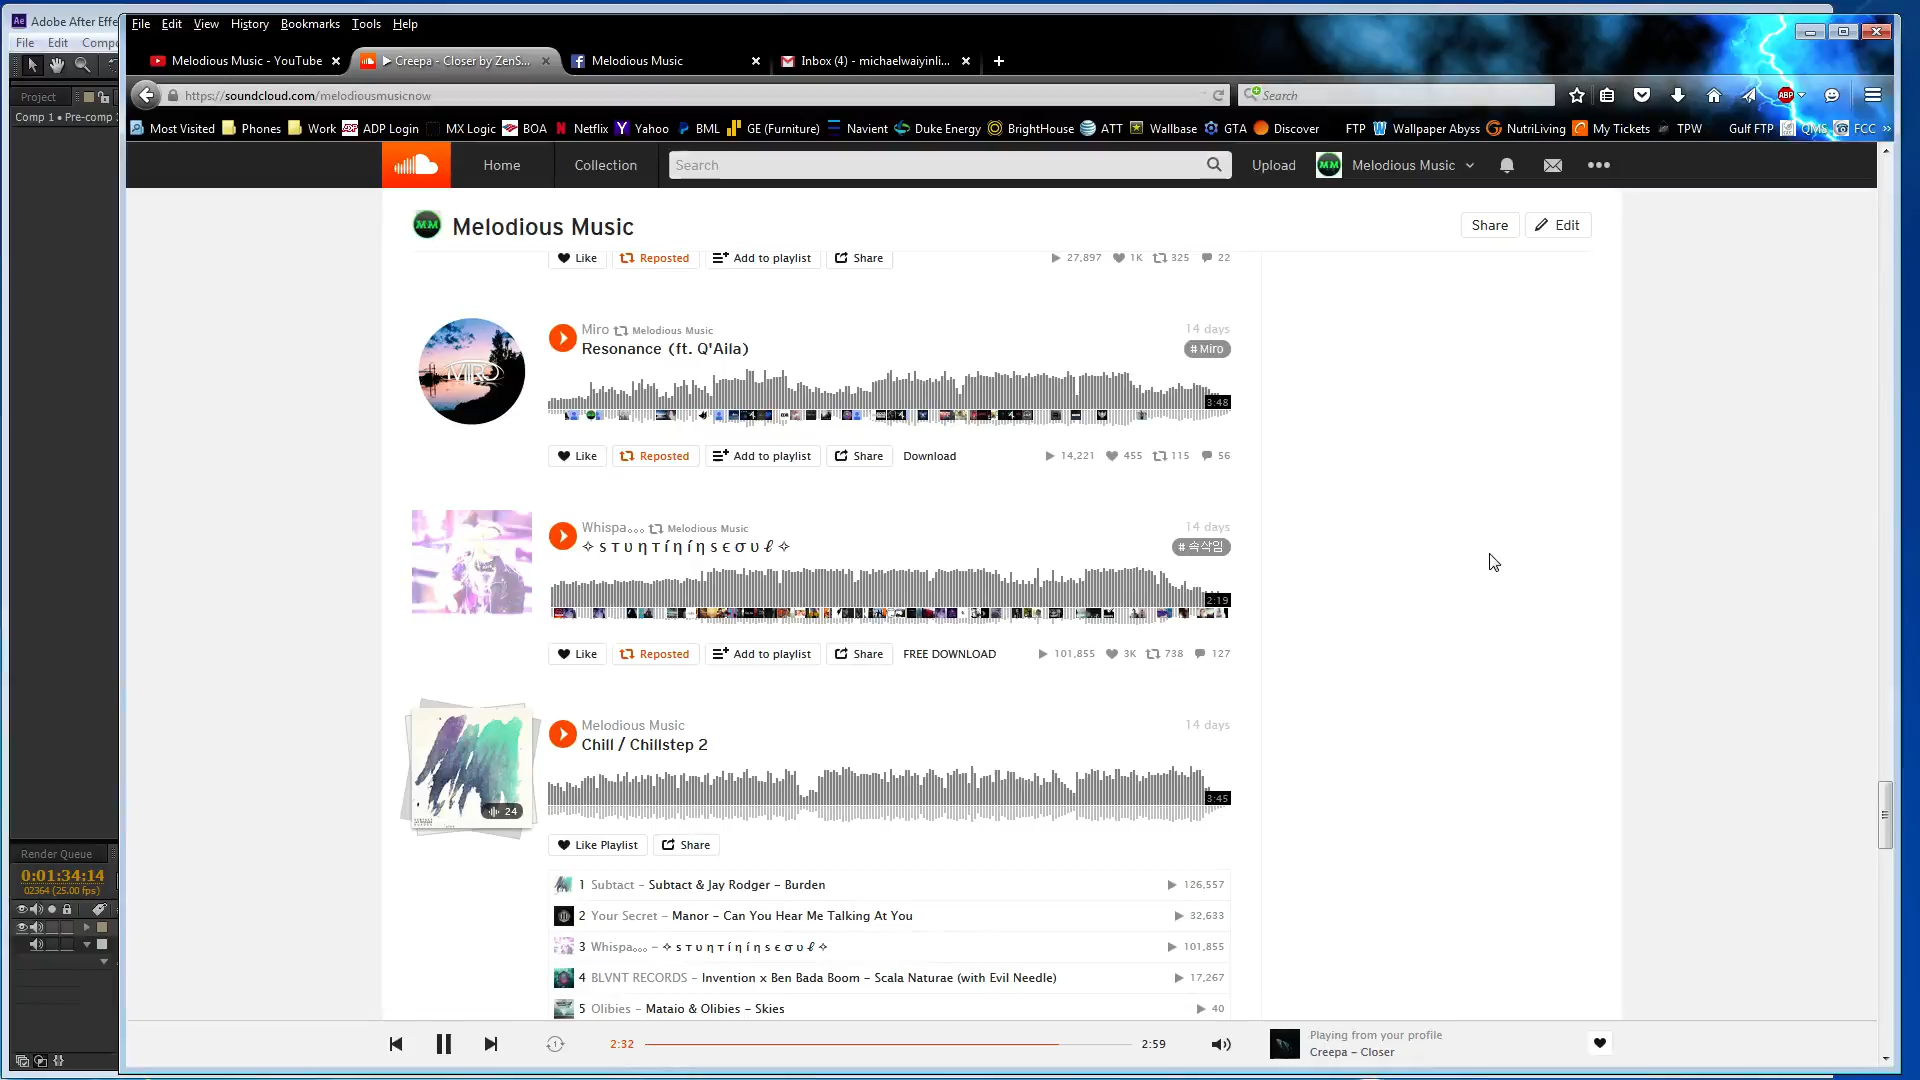 Adobe After Effe
File Edit Compo
Project
Comp 1 • Pre-comp
Render Queue
0:01:34:14
02364 (25.00 fps)
File Edit View History Bookmarks Tools Help
Melodious Music - YouTube
▶ Creepa - Closer by ZenS...
Melodious Music
Inbox (4) - michaelwaiyinli...
https://soundcloud.com/melodiousmusicnow
Search
ABP
Most Visited Phones Work ADP Login MX Logic BOA Netflix Yahoo BML GE (Furniture) Navient Duke Energy BrightHouse ATT Wallbase GTA Discover FTP Wallpaper Abyss NutriLiving My Tickets TPW Gulf FTP QMS FCC »
Home Collection Search Upload Melodious Music
Melodious Music
Share Edit
Like Reposted Add to playlist Share 27,897 1K 325 22
Miro Melodious Music 14 days
Resonance (ft. Q'Aila) # Miro
MIRO
3:48
Like Reposted Add to playlist Share Download 14,221 455 115 56
Whispa｡｡｡ Melodious Music 14 days
✧ s τ υ η τ í η í η s є σ υ ℓ ✧ # 속삭임
2:19
Like Reposted Add to playlist Share FREE DOWNLOAD 101,855 3K 738 127
Melodious Music 14 days
Chill / Chillstep 2
24
3:45
Like Playlist Share
1 Subtact – Subtact & Jay Rodger – Burden 126,557
2 Your Secret – Manor – Can You Hear Me Talking At You 32,633
3 Whispa｡｡｡ – ✧ s τ υ η τ í η í η s є σ υ ℓ ✧ 101,855
4 BLVNT RECORDS – Invention x Ben Bada Boom – Scala Naturae (with Evil Needle) 17,267
5 Olibies – Mataio & Olibies – Skies 40
1 2:32 2:59
Playing from your profile
Creepa – Closer